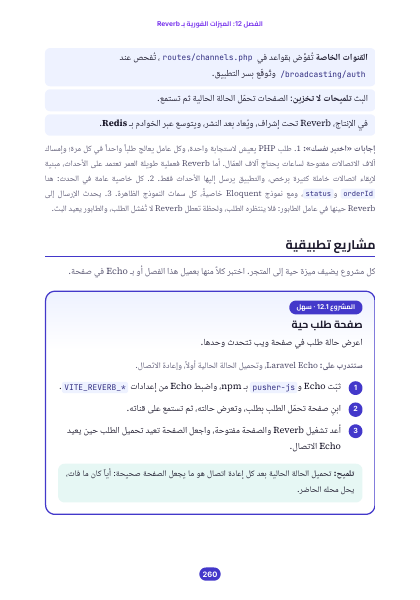 الفصل 12: الميزات الفورية بـ Reverb
القنوات الخاصة تُفوَّض بقواعد في routes/channels.php، تُفحص عند
/broadcasting/auth وتُوقع بسر التطبيق.
البث تلميحات لا تخزين: الصفحات تحمّل الحالة الحالية ثم تستمع.
في الإنتاج، Reverb تحت إشراف، ويُعاد بعد النشر، ويتوسع عبر الخوادم بـ Redis.
إجابات «اختبر نفسك»: 1. طلب PHP يعيش لاستجابة واحدة، وكل عامل يعالج طلباً واحداً في كل مرة؛ وإمساك
آلاف الاتصالات مفتوحة لساعات يحتاج آلاف العمّال. أما Reverb فعملية طويلة العمر تعتمد على الأحداث، مبنية
لإبقاء اتصالات خاملة كثيرة برخص، والتطبيق يرسل إليها الأحداث فقط. 2. كل خاصية عامة في الحدث: هنا
orderId و status، ومع نموذج Eloquent خاصيةً، كل سمات النموذج الظاهرة. 3. يحدث الإرسال إلى
Reverb حينها في عامل الطابور: فلا ينتظره الطلب، ولحظة تعطل Reverb لا تُفشل الطلب، والطابور يعيد البث.
مشاريع تطبيقية
كل مشروع يضيف ميزة حية إلى المتجر. اختبر كلاً منها بعميل هذا الفصل أو بـ Echo في صفحة.
المشروع 12.1 · سهل
صفحة طلب حية
اعرض حالة طلب في صفحة ويب تتحدث وحدها.
ستتدرب على: Laravel Echo، وتحميل الحالة الحالية أولاً، وإعادة الاتصال.
1 ثبّت Echo و pusher-js بـ npm، واضبط Echo من إعدادات VITE_REVERB_*.
2 ابنِ صفحة تحمّل الطلب بطلب، وتعرض حالته، ثم تستمع على قناته.
3 أعد تشغيل Reverb والصفحة مفتوحة، واجعل الصفحة تعيد تحميل الطلب حين يعيد
Echo الاتصال.
تلميح: تحميل الحالة الحالية بعد كل إعادة اتصال هو ما يجعل الصفحة صحيحة: أياً كان ما فات،
يحل محله الحاضر.
260